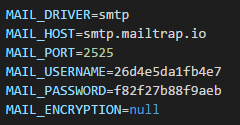 MAIL_DRIVER=smtp
MAIL_HOST=smtp.mailtrap.io
MAIL_PORT=2525
MAIL_USERNAME=26d4e5da1fb4e7
MAIL_PASSWORD=f82f27b88f9aeb
MAIL_ENCRYPTION=null